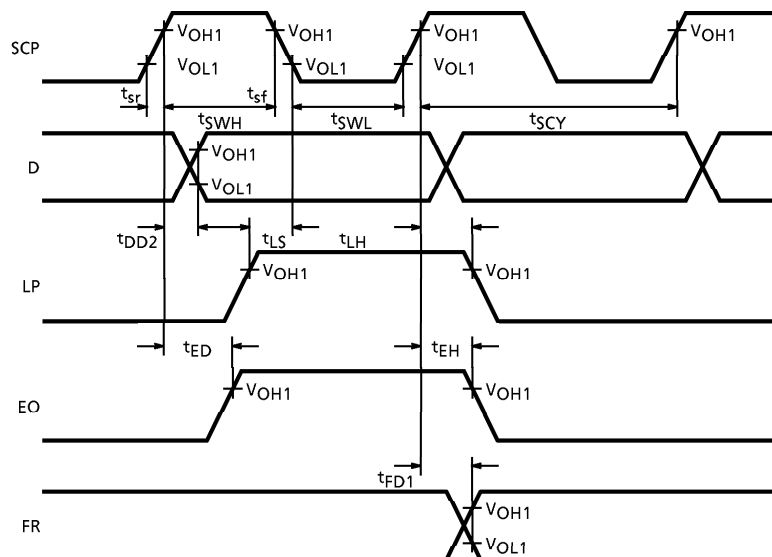 SCP VOH1 VOH1 VOH1 VOH1
VOL1 VOL1 VOL1
tsr tsf
tSWH tSWL tSCY
D VOH1
VOL1
tDD2 tLS tLH
LP VOH1 VOH1
tED tEH
EO VOH1 VOH1
tFD1
FR VOH1
VOL1